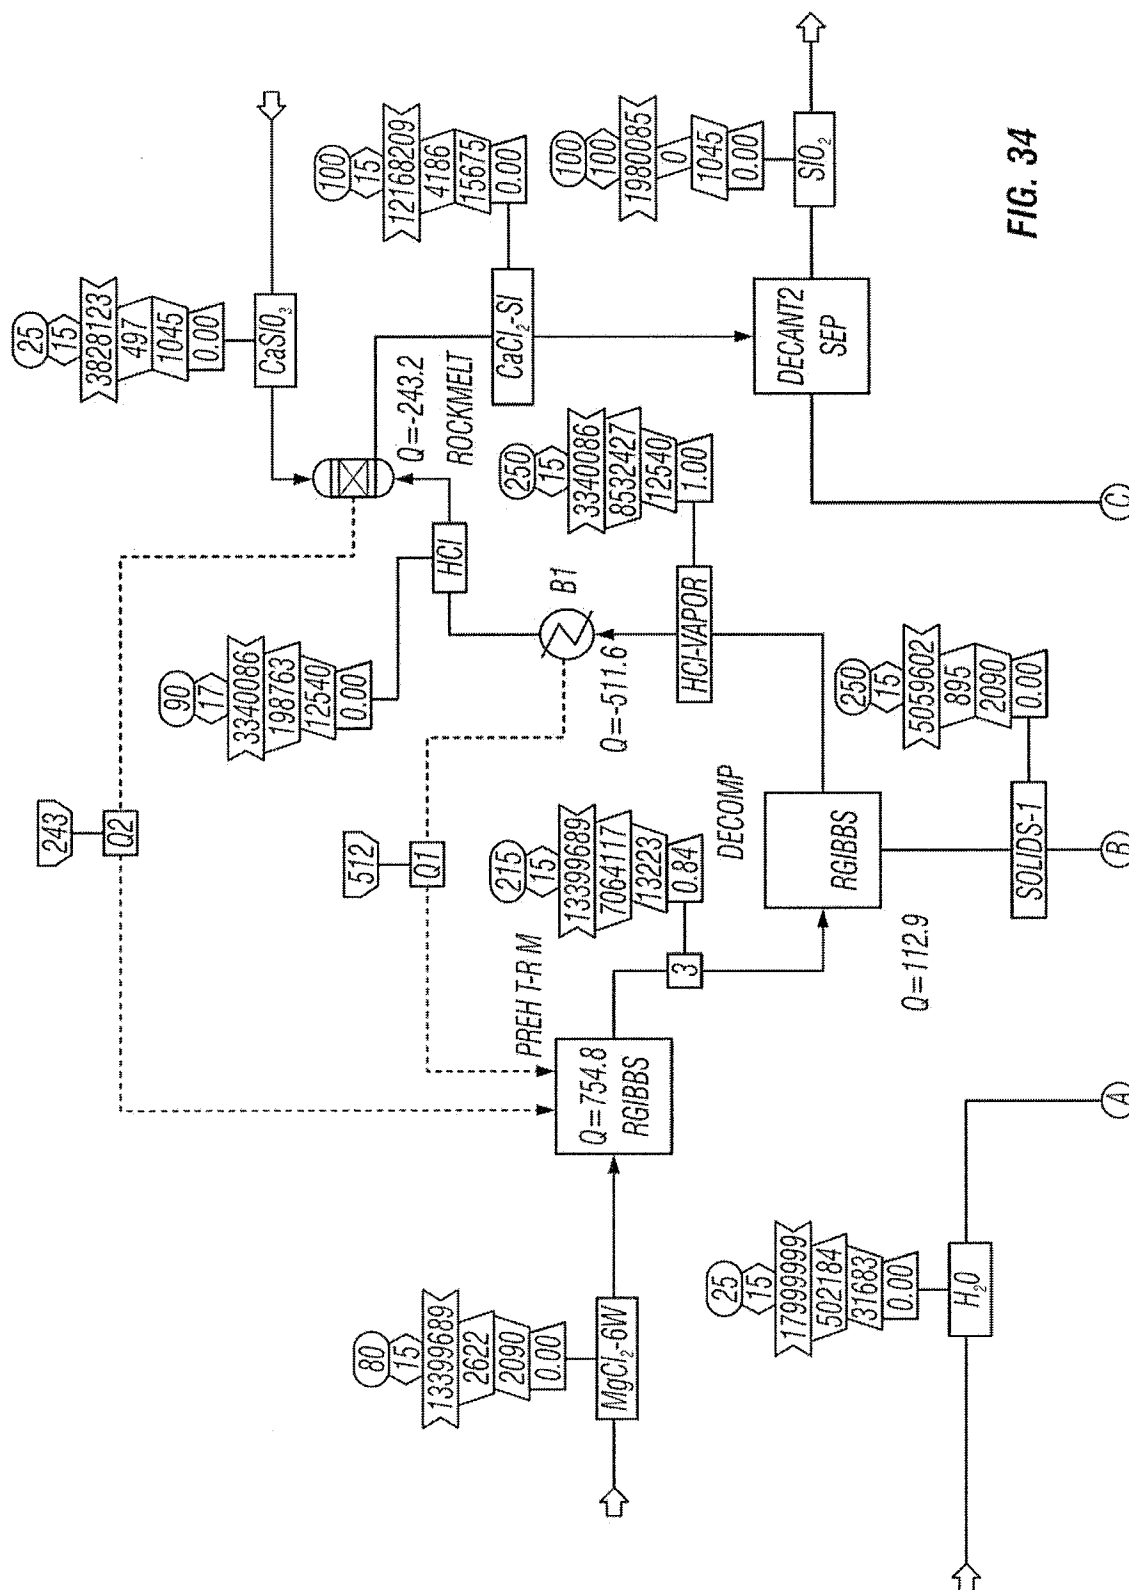 25
15
3828123
497
1045
0.00
CaSIO3
100
15
12168209
4186
15675
0.00
CaCl2-SI
100
100
1980085
0
1045
0.00
SIO2
DECANT2
SEP
C
Q=-243.2
ROCKMELT
90
17
3340086
198763
12540
0.00
HCl
250
15
3340086
8532427
12540
1.00
HCl-VAPOR
B1
Q=-511.6
243
Q2
512
Q1
215
15
13399689
7064117
13223
0.84
3
DECOMP
RGIBBS
Q=112.9
250
15
5059602
895
2090
0.00
SOLIDS-1
B
PREH T-R M
Q=754.8
RGIBBS
80
15
13399689
2622
2090
0.00
MgCl2-6W
25
15
17999999
502184
31683
0.00
H2O
A
FIG. 34